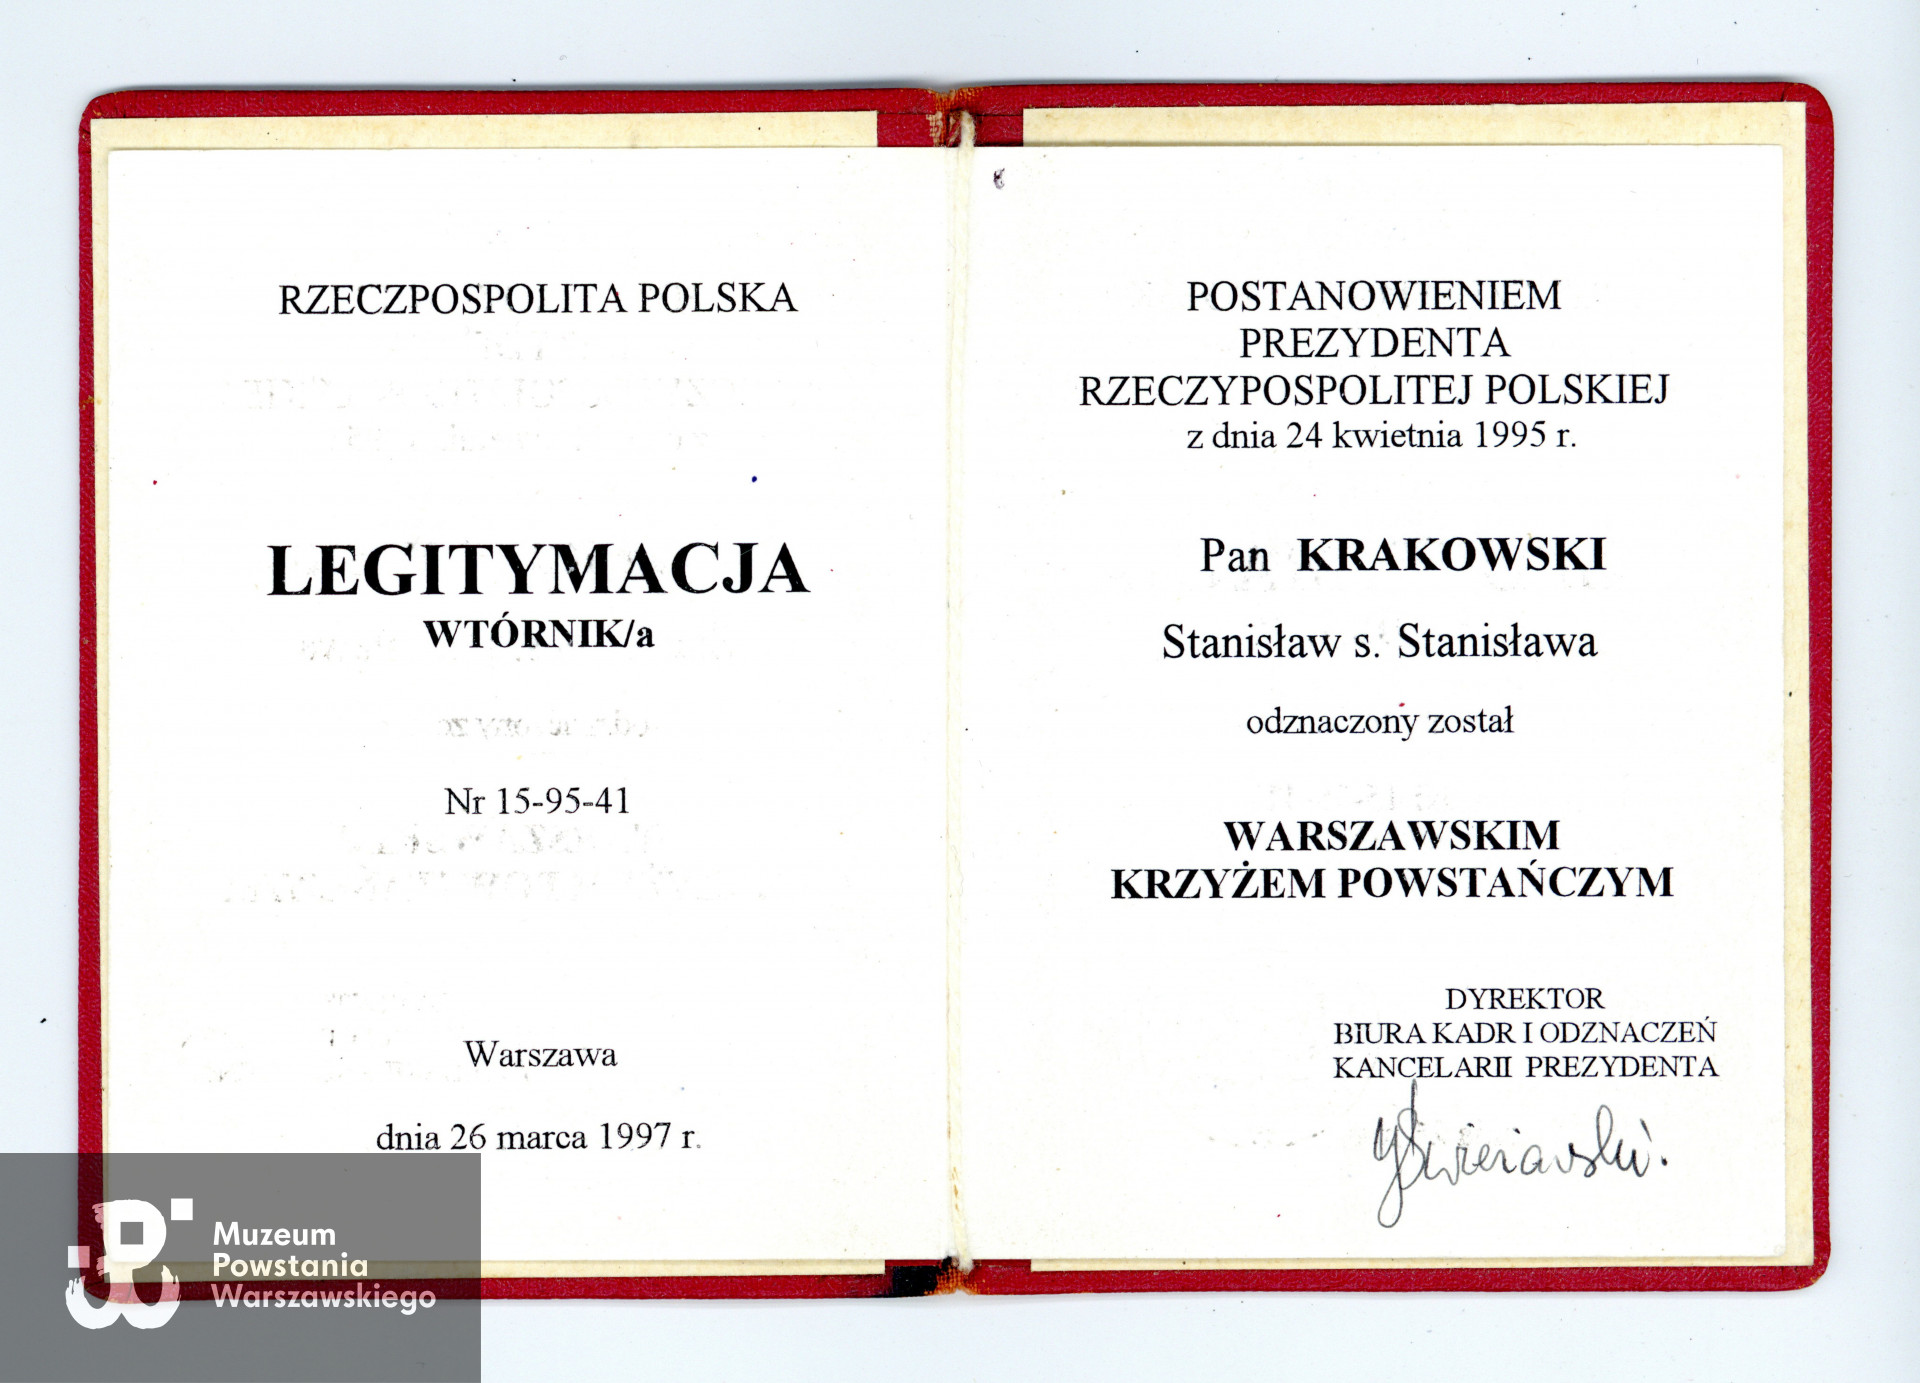 RZECZPOSPOLITA POLSKA
LEGITYMACJA
WTÓRNIK/a
Nr 15-95-41
Warszawa
dnia 26 marca 1997 r.
POSTANOWIENIEM
PREZYDENTA
RZECZYPOSPOLITEJ POLSKIEJ
z dnia 24 kwietnia 1995 r.
Pan KRAKOWSKI
Stanisław s. Stanisława
odznaczony został
WARSZAWSKIM
KRZYŻEM POWSTAŃCZYM
DYREKTOR
BIURA KADR I ODZNACZEŃ
KANCELARII PREZYDENTA
Muzeum
Powstania
Warszawskiego